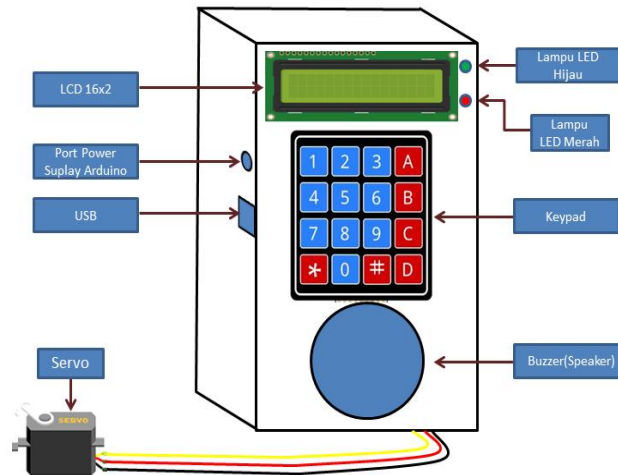 LCD 16x2
Port Power
Suplay Arduino
USB
Servo
SERVO
Lampu LED
Hijau
Lampu
LED Merah
Keypad
Buzzer(Speaker)
1 2 3 A
4 5 6 B
7 8 9 C
* 0 # D